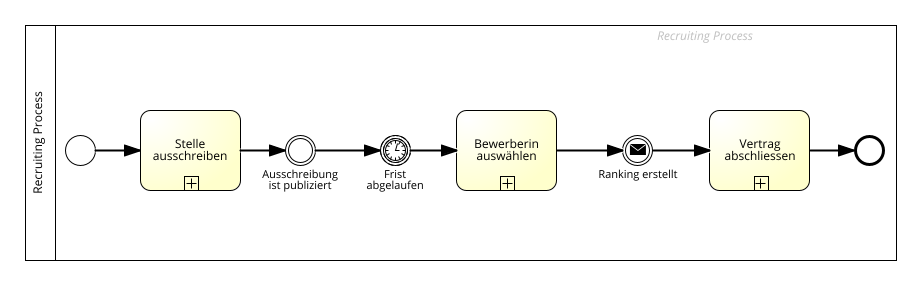 Recruiting Process
Recruiting Process
Stelle
ausschreiben
Ausschreibung
ist publiziert
Frist
abgelaufen
Bewerberin
auswählen
Ranking erstellt
Vertrag
abschliessen